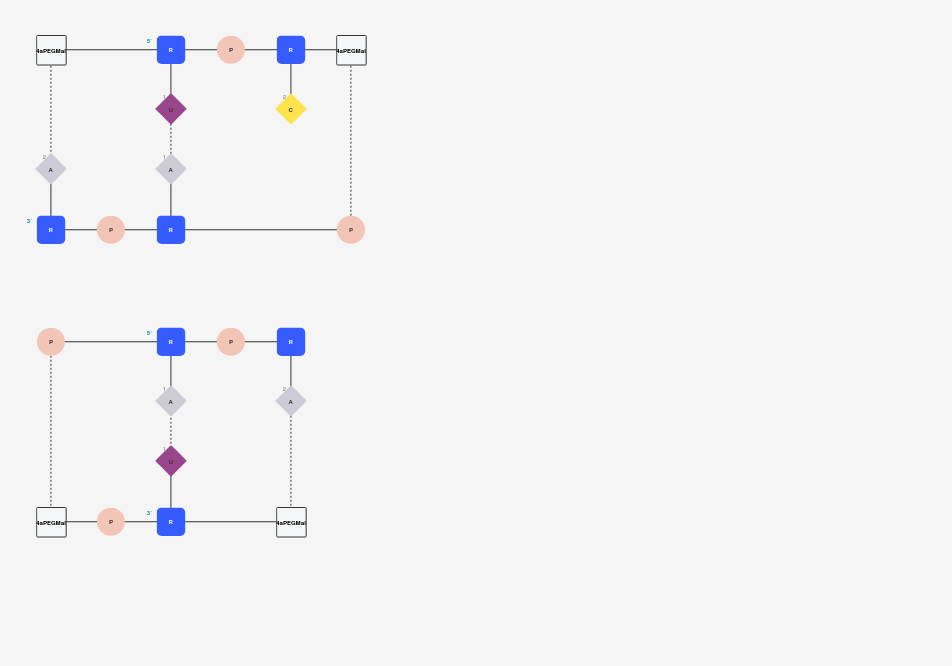 4aPEGMal 5' R P R 4aPEGMal
1 U 2 C
2 A 1 A
3' R P R P
P 5' R P R
1 A 2 A
1 U
4aPEGMal P 3' R 4aPEGMal